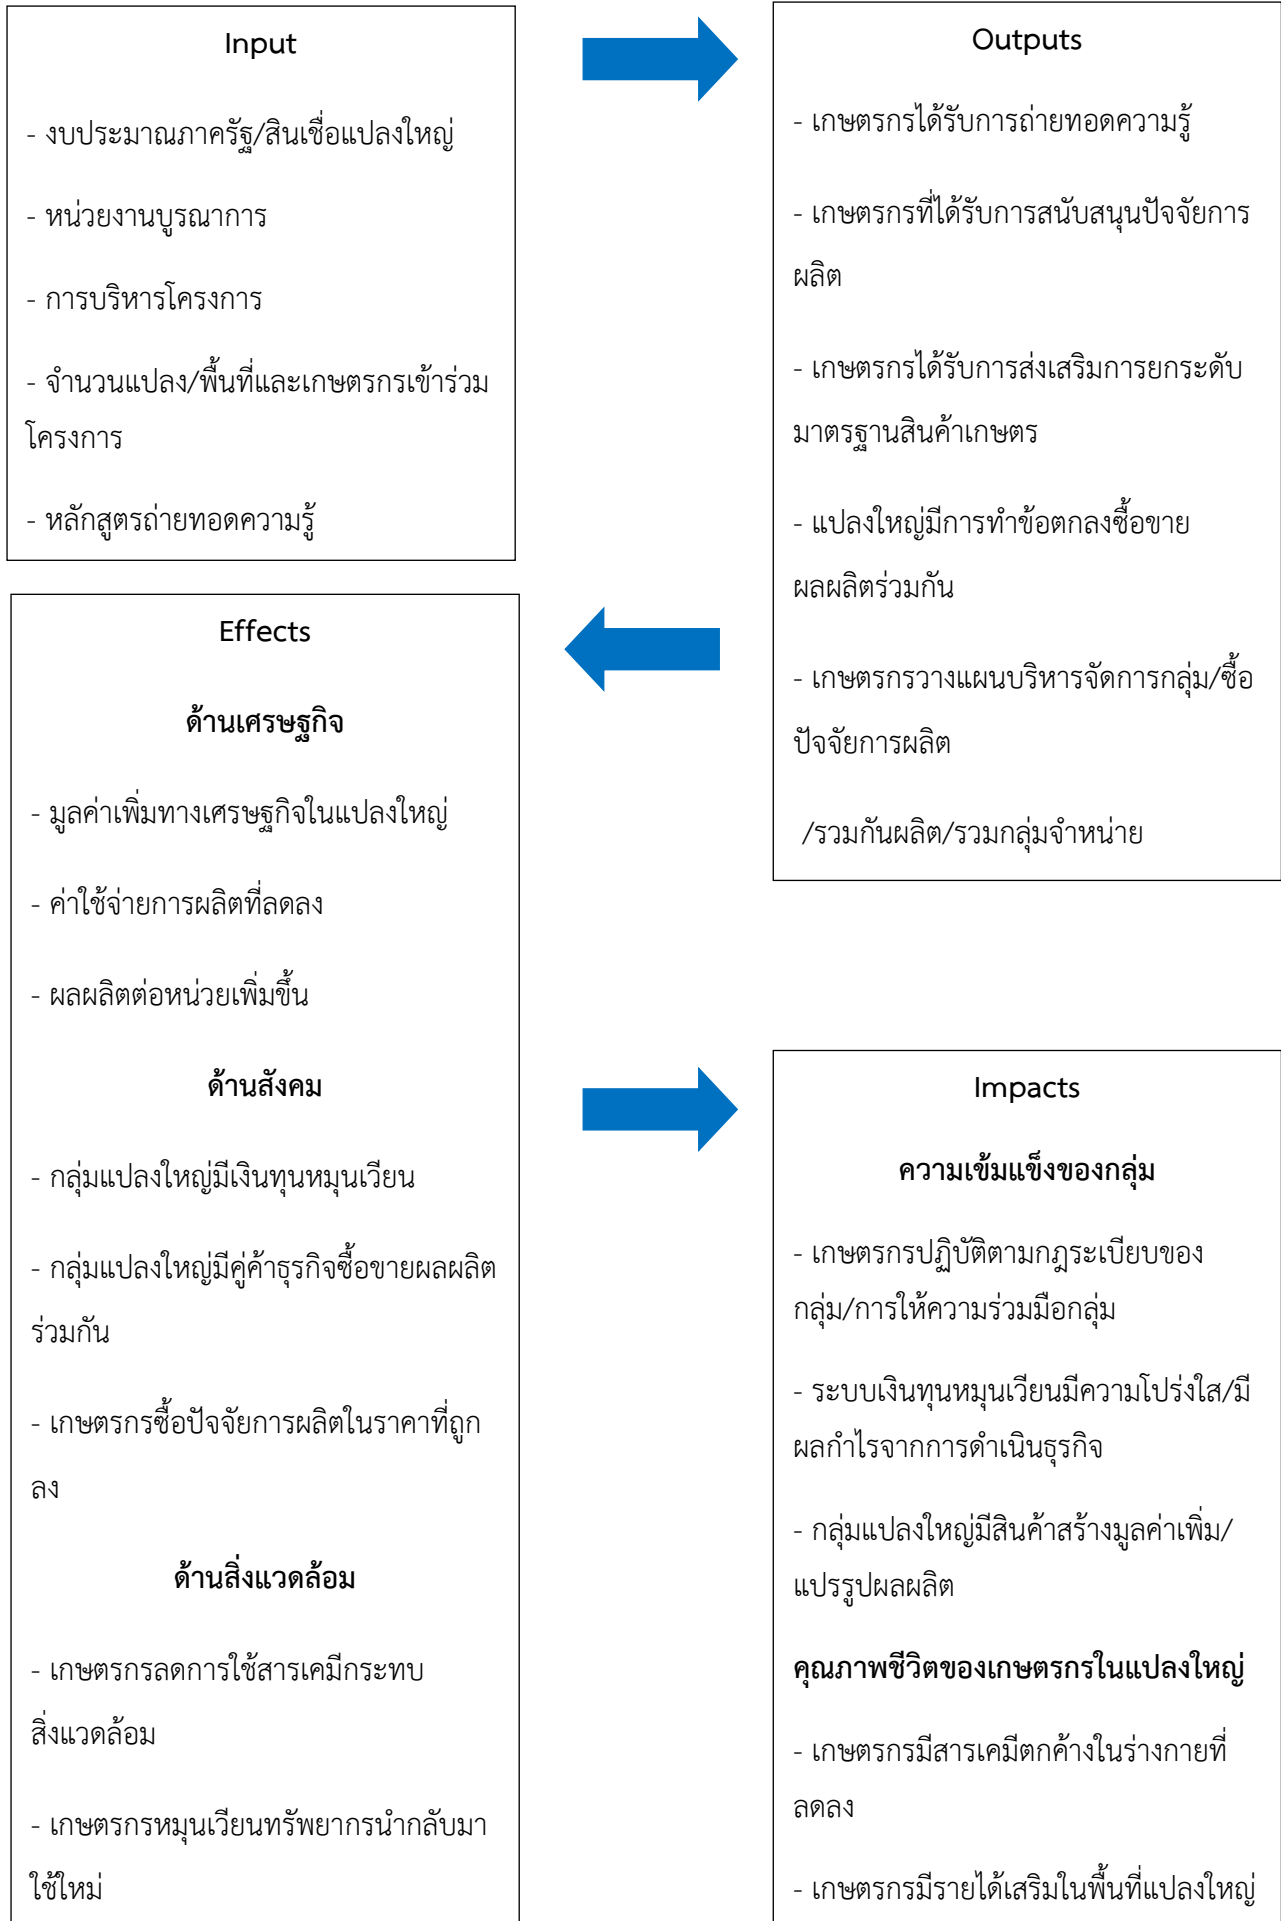 Input
- งบประมาณภาครัฐ/สินเชื่อแปลงใหญ่
- หน่วยงานบูรณาการ
- การบริหารโครงการ
- จำนวนแปลง/พื้นที่และเกษตรกรเข้าร่วม
โครงการ
- หลักสูตรถ่ายทอดความรู้
Outputs
- เกษตรกรได้รับการถ่ายทอดความรู้
- เกษตรกรที่ได้รับการสนับสนุนปัจจัยการ
ผลิต
- เกษตรกรได้รับการส่งเสริมการยกระดับ
มาตรฐานสินค้าเกษตร
- แปลงใหญ่มีการทำข้อตกลงซื้อขาย
ผลผลิตร่วมกัน
- เกษตรกรวางแผนบริหารจัดการกลุ่ม/ซื้อ
ปัจจัยการผลิต
/รวมกันผลิต/รวมกลุ่มจำหน่าย
Effects
ด้านเศรษฐกิจ
- มูลค่าเพิ่มทางเศรษฐกิจในแปลงใหญ่
- ค่าใช้จ่ายการผลิตที่ลดลง
- ผลผลิตต่อหน่วยเพิ่มขึ้น
ด้านสังคม
- กลุ่มแปลงใหญ่มีเงินทุนหมุนเวียน
- กลุ่มแปลงใหญ่มีคู่ค้าธุรกิจซื้อขายผลผลิต
ร่วมกัน
- เกษตรกรซื้อปัจจัยการผลิตในราคาที่ถูก
ลง
ด้านสิ่งแวดล้อม
- เกษตรกรลดการใช้สารเคมีกระทบ
สิ่งแวดล้อม
- เกษตรกรหมุนเวียนทรัพยากรนำกลับมา
ใช้ใหม่
Impacts
ความเข้มแข็งของกลุ่ม
- เกษตรกรปฏิบัติตามกฎระเบียบของ
กลุ่ม/การให้ความร่วมมือกลุ่ม
- ระบบเงินทุนหมุนเวียนมีความโปร่งใส/มี
ผลกำไรจากการดำเนินธุรกิจ
- กลุ่มแปลงใหญ่มีสินค้าสร้างมูลค่าเพิ่ม/
แปรรูปผลผลิต
คุณภาพชีวิตของเกษตรกรในแปลงใหญ่
- เกษตรกรมีสารเคมีตกค้างในร่างกายที่
ลดลง
- เกษตรกรมีรายได้เสริมในพื้นที่แปลงใหญ่